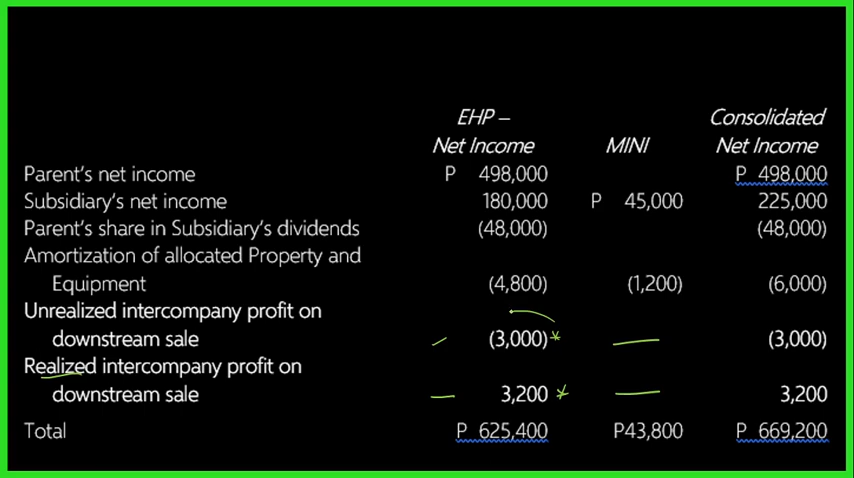 EHP –
Net Income MINI Consolidated
Net Income
Parent's net income P 498,000 P 498,000
Subsidiary's net income 180,000 P 45,000 225,000
Parent's share in Subsidiary's dividends (48,000) (48,000)
Amortization of allocated Property and
Equipment (4,800) (1,200) (6,000)
Unrealized intercompany profit on
downstream sale (3,000)* (3,000)
Realized intercompany profit on
downstream sale 3,200 * 3,200
Total P 625,400 P43,800 P 669,200